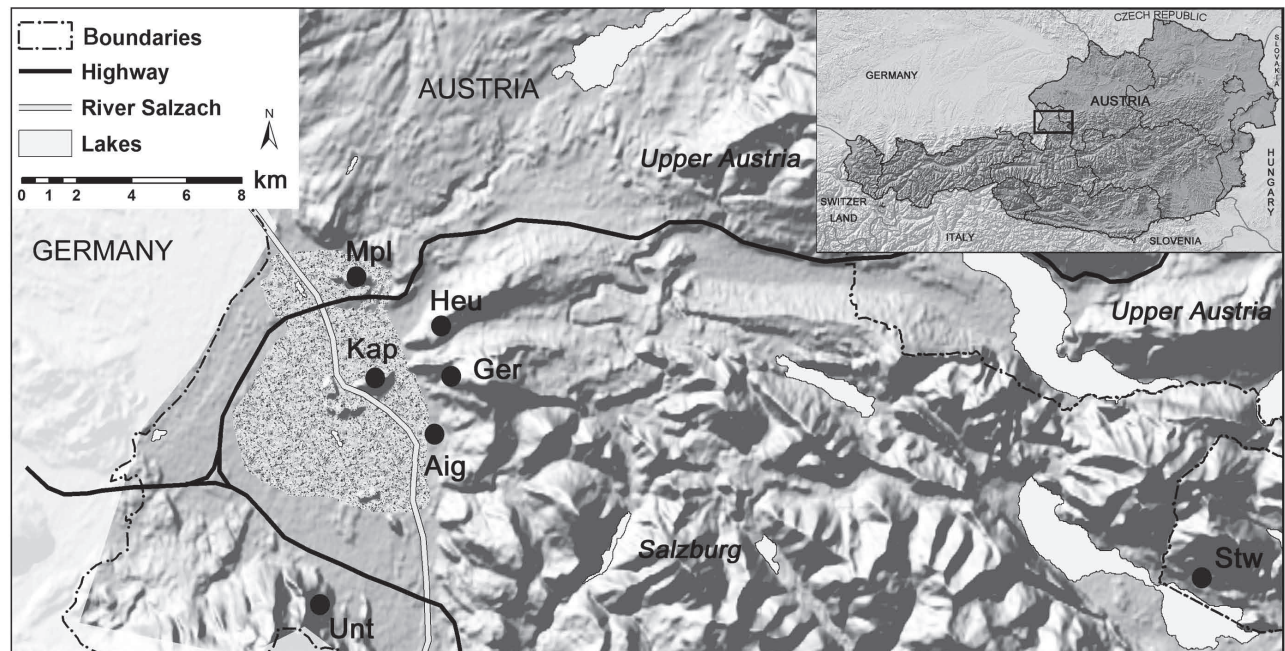 Boundaries
Highway
River Salzach
Lakes
N
0 1 2 4 6 8 km
GERMANY
AUSTRIA
Upper Austria
CZECH REPUBLIC
SLOVAKIA
GERMANY
AUSTRIA
HUNGARY
SWITZER
LAND
ITALY
SLOVENIA
Mpl
Heu
Upper Austria
Kap
Ger
Aig
Salzburg
Stw
Unt